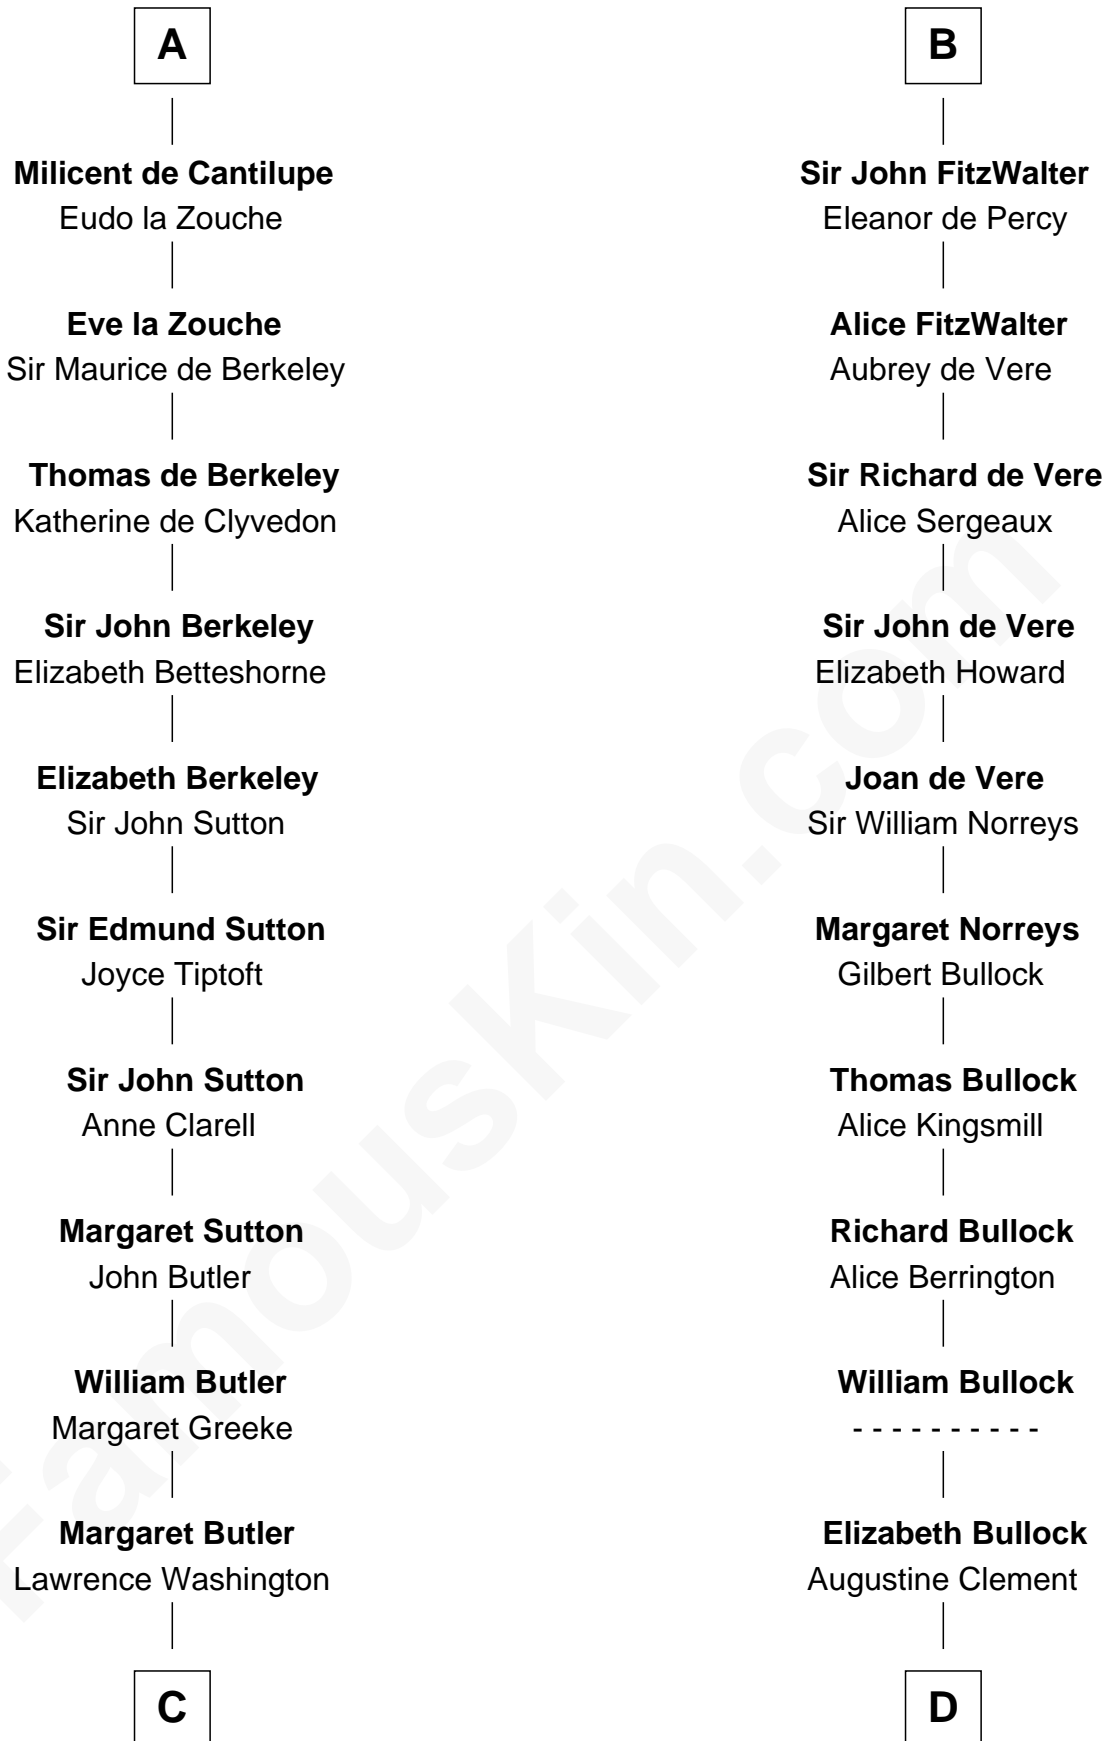 A
Milicent de Cantilupe
Eudo la Zouche
Eve la Zouche
Sir Maurice de Berkeley
Thomas de Berkeley
Katherine de Clyvedon
Sir John Berkeley
Elizabeth Betteshorne
Elizabeth Berkeley
Sir John Sutton
Sir Edmund Sutton
Joyce Tiptoft
Sir John Sutton
Anne Clarell
Margaret Sutton
John Butler
William Butler
Margaret Greeke
Margaret Butler
Lawrence Washington
C
B
Sir John FitzWalter
Eleanor de Percy
Alice FitzWalter
Aubrey de Vere
Sir Richard de Vere
Alice Sergeaux
Sir John de Vere
Elizabeth Howard
Joan de Vere
Sir William Norreys
Margaret Norreys
Gilbert Bullock
Thomas Bullock
Alice Kingsmill
Richard Bullock
Alice Berrington
William Bullock
- - - - - - - - - -
Elizabeth Bullock
Augustine Clement
D
FamousKin.com